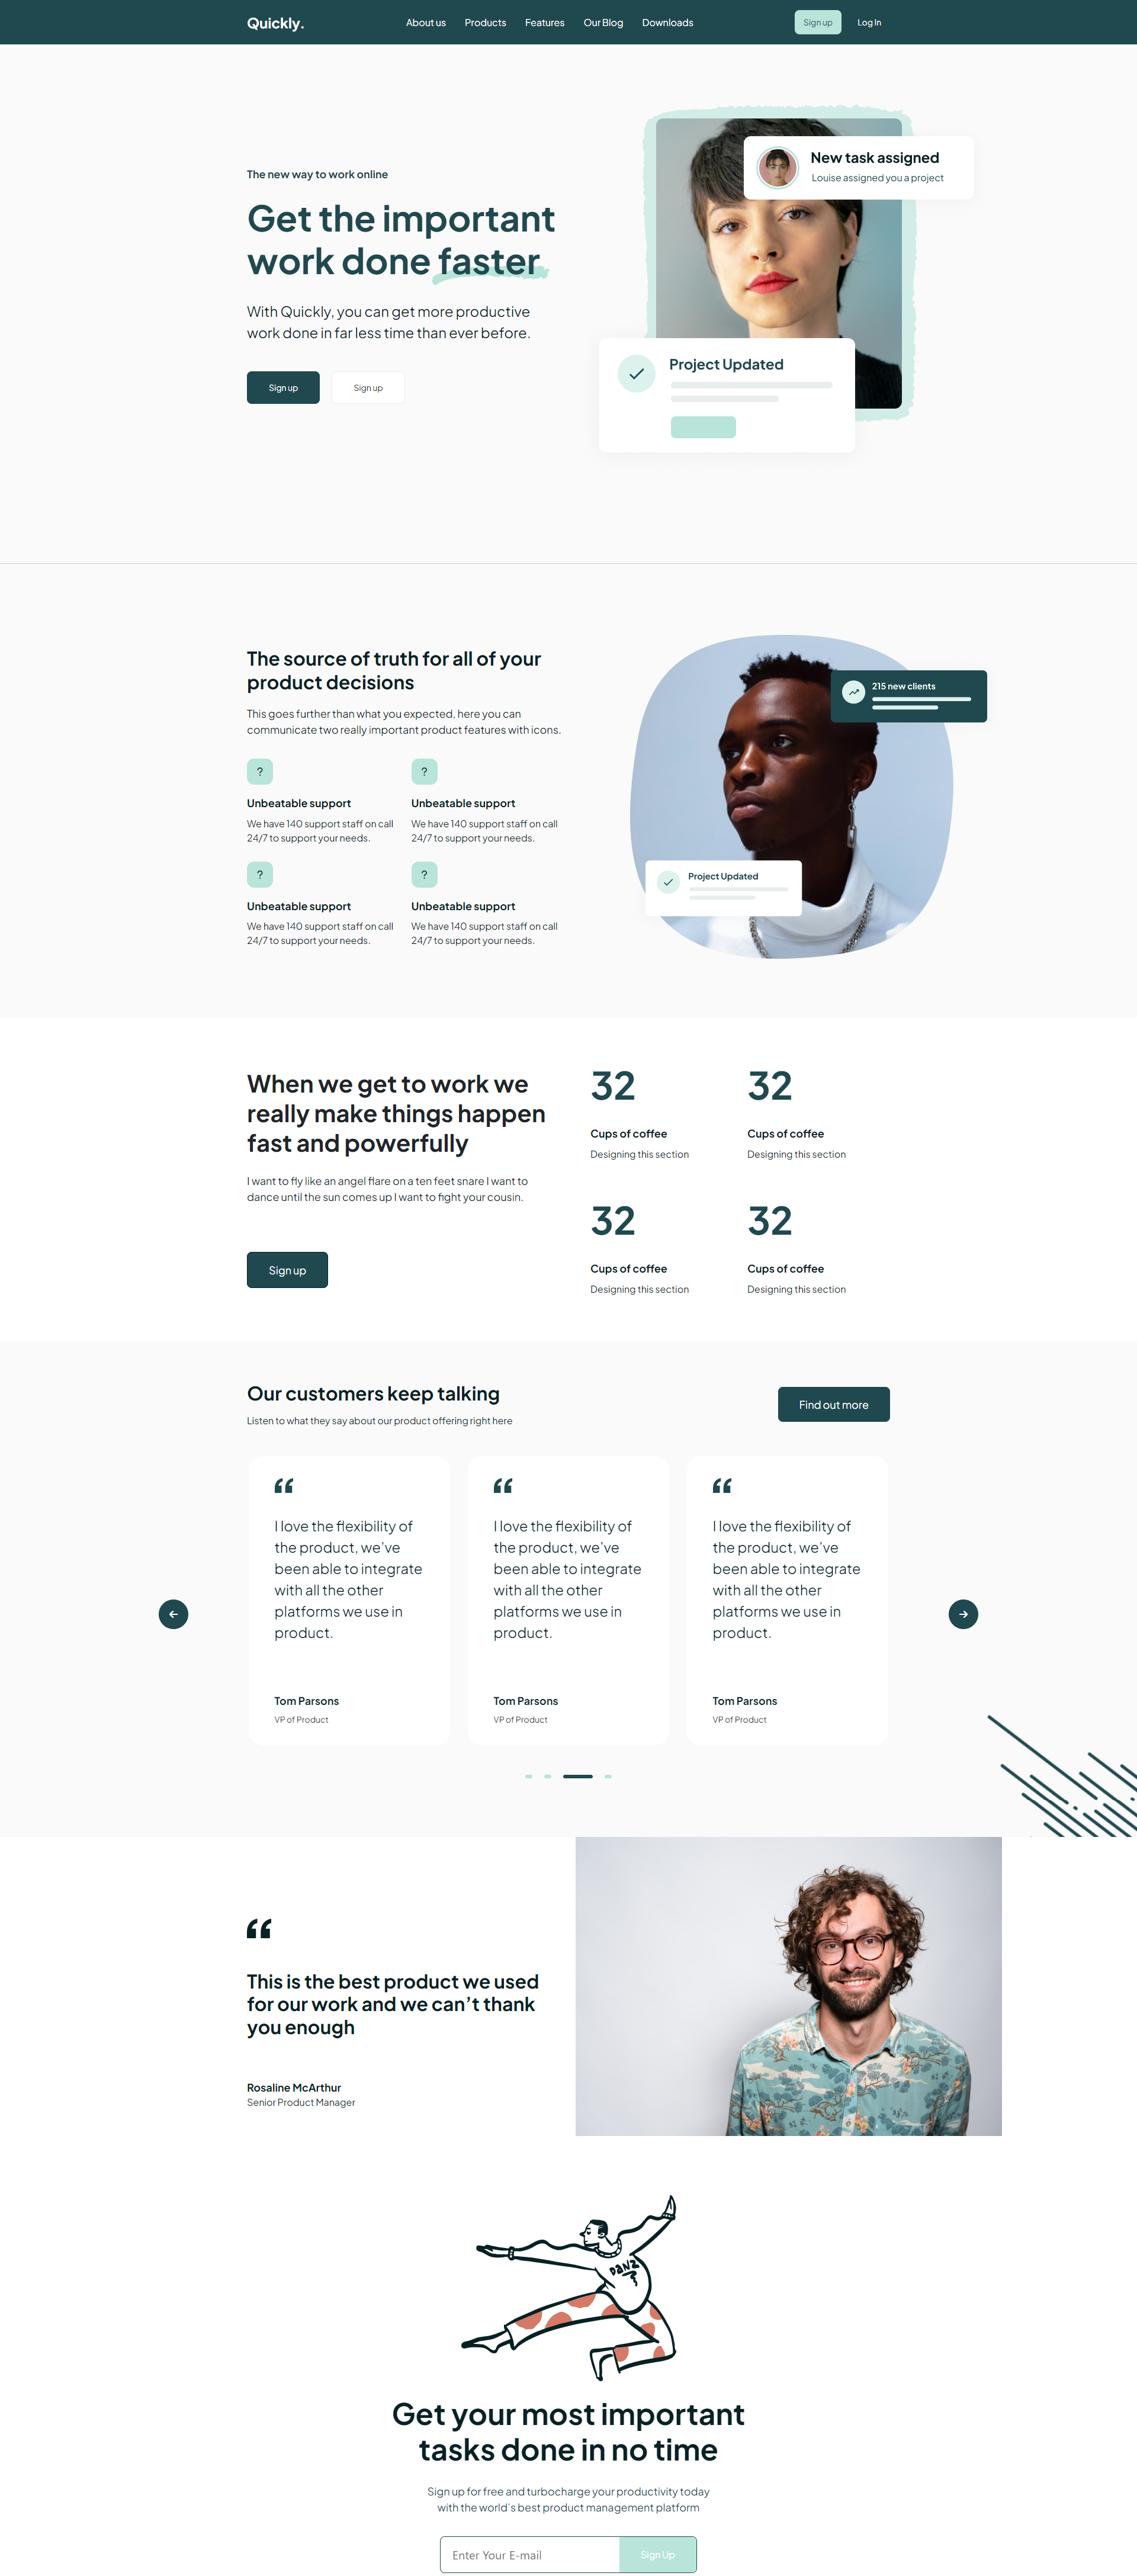 Quickly.
About us
Products
Features
Our Blog
Downloads
Sign up
Log In
The new way to work online
Get the important
work done faster
With Quickly, you can get more productive
work done in far less time than ever before.
Sign up
Sign up
New task assigned
Louise assigned you a project
Project Updated
The source of truth for all of your
product decisions
This goes further than what you expected, here you can
communicate two really important product features with icons.
?
?
Unbeatable support
Unbeatable support
We have 140 support staff on call
24/7 to support your needs.
We have 140 support staff on call
24/7 to support your needs.
?
?
Unbeatable support
Unbeatable support
We have 140 support staff on call
24/7 to support your needs.
We have 140 support staff on call
24/7 to support your needs.
215 new clients
Project Updated
When we get to work we
really make things happen
fast and powerfully
I want to fly like an angel flare on a ten feet snare I want to
dance until the sun comes up I want to fight your cousin.
Sign up
32
Cups of coffee
Designing this section
32
Cups of coffee
Designing this section
32
Cups of coffee
Designing this section
32
Cups of coffee
Designing this section
Our customers keep talking
Listen to what they say about our product offering right here
Find out more
“
I love the flexibility of
the product, we’ve
been able to integrate
with all the other
platforms we use in
product.
Tom Parsons
VP of Product
“
I love the flexibility of
the product, we’ve
been able to integrate
with all the other
platforms we use in
product.
Tom Parsons
VP of Product
“
I love the flexibility of
the product, we’ve
been able to integrate
with all the other
platforms we use in
product.
Tom Parsons
VP of Product
“
This is the best product we used
for our work and we can’t thank
you enough
Rosaline McArthur
Senior Product Manager
DANZ
Get your most important
tasks done in no time
Sign up for free and turbocharge your productivity today
with the world’s best product management platform
Enter Your E-mail
Sign Up